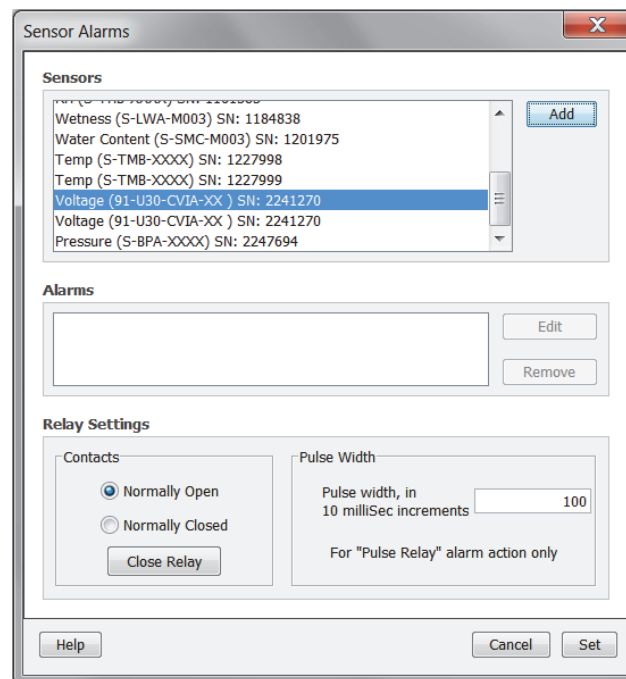 Sensor Alarms
Sensors
Wetness (S-LWA-M003) SN: 1184838
Water Content (S-SMC-M003) SN: 1201975
Temp (S-TMB-XXXX) SN: 1227998
Temp (S-TMB-XXXX) SN: 1227999
Voltage (91-U30-CVIA-XX ) SN: 2241270
Voltage (91-U30-CVIA-XX ) SN: 2241270
Pressure (S-BPA-XXXX) SN: 2247694
Add
Alarms
Edit
Remove
Relay Settings
Contacts
Normally Open
Normally Closed
Close Relay
Pulse Width
Pulse width, in
10 milliSec increments
100
For "Pulse Relay" alarm action only
Help
Cancel
Set